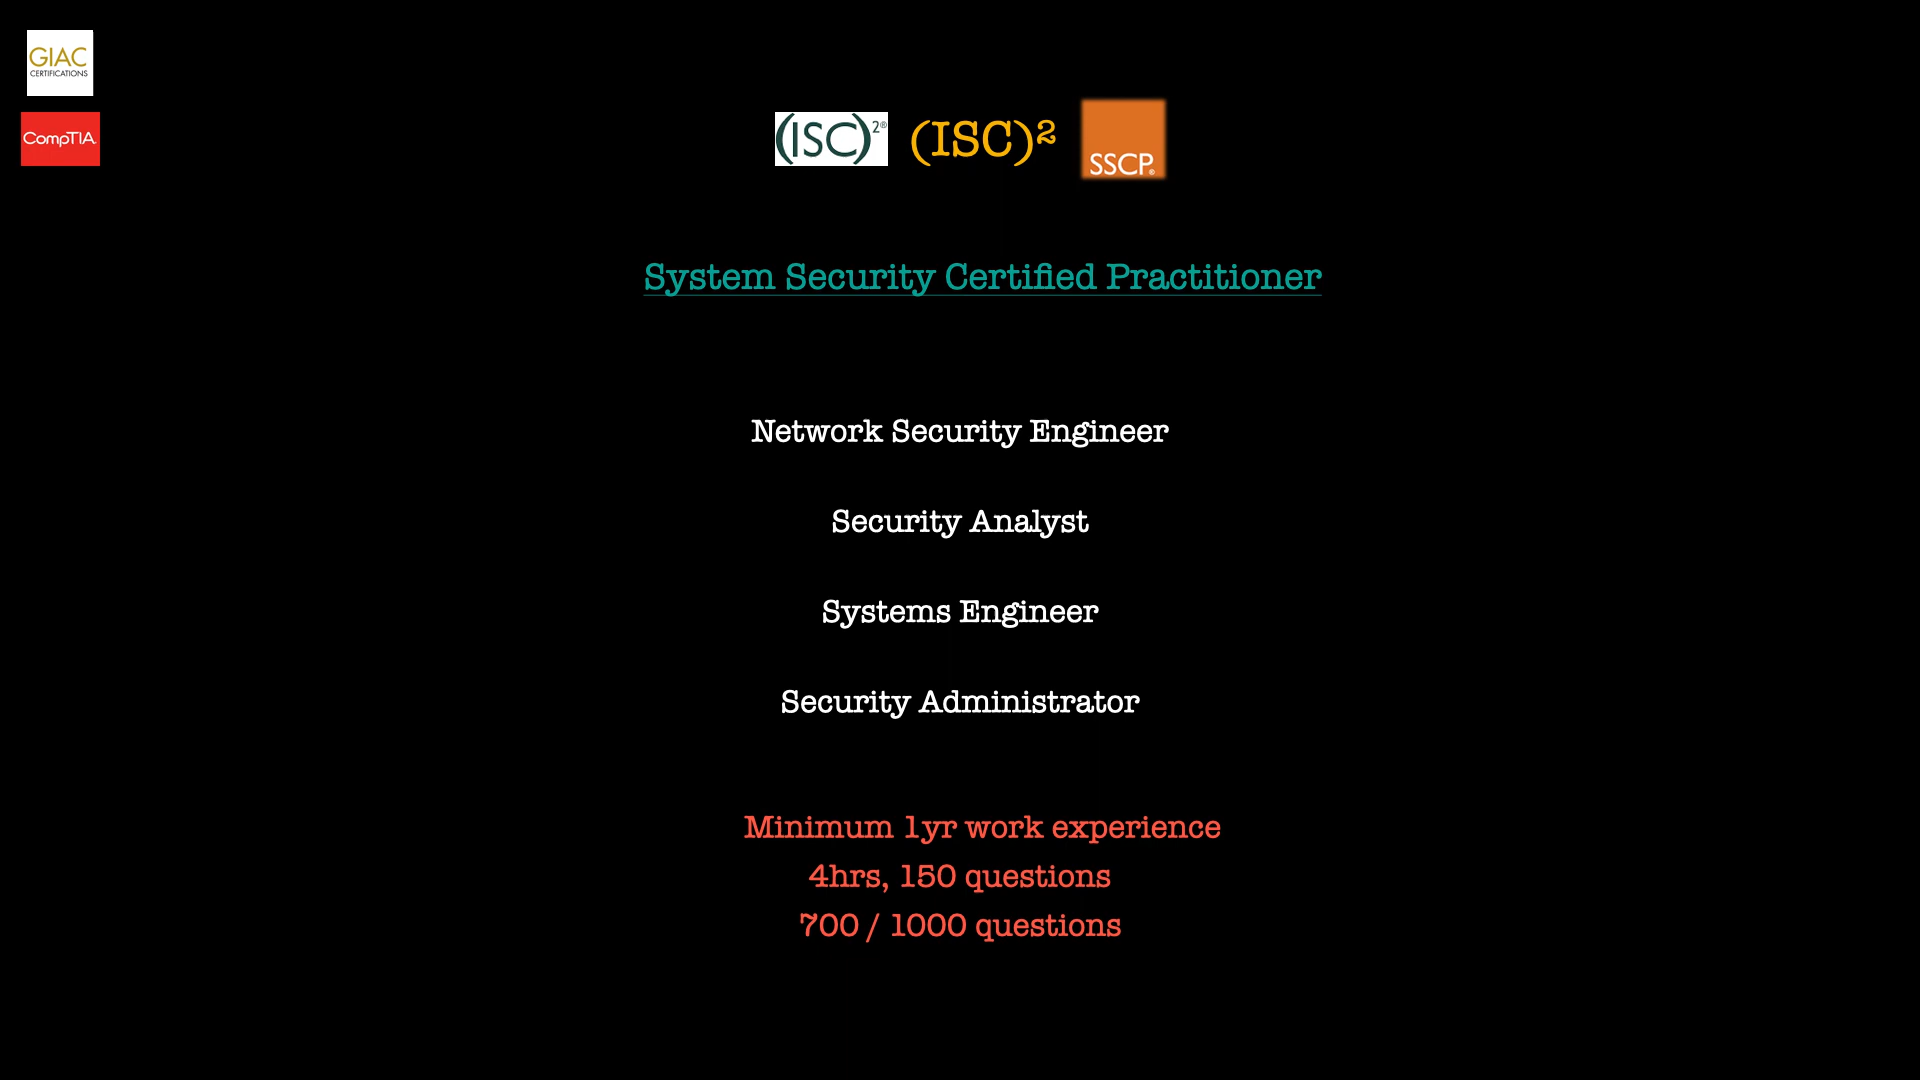 GIAC
CERTIFICATIONS
CompTIA.
(ISC)²® (ISC)² SSCP®
System Security Certified Practitioner
Network Security Engineer
Security Analyst
Systems Engineer
Security Administrator
Minimum 1yr work experience
4hrs, 150 questions
700 / 1000 questions